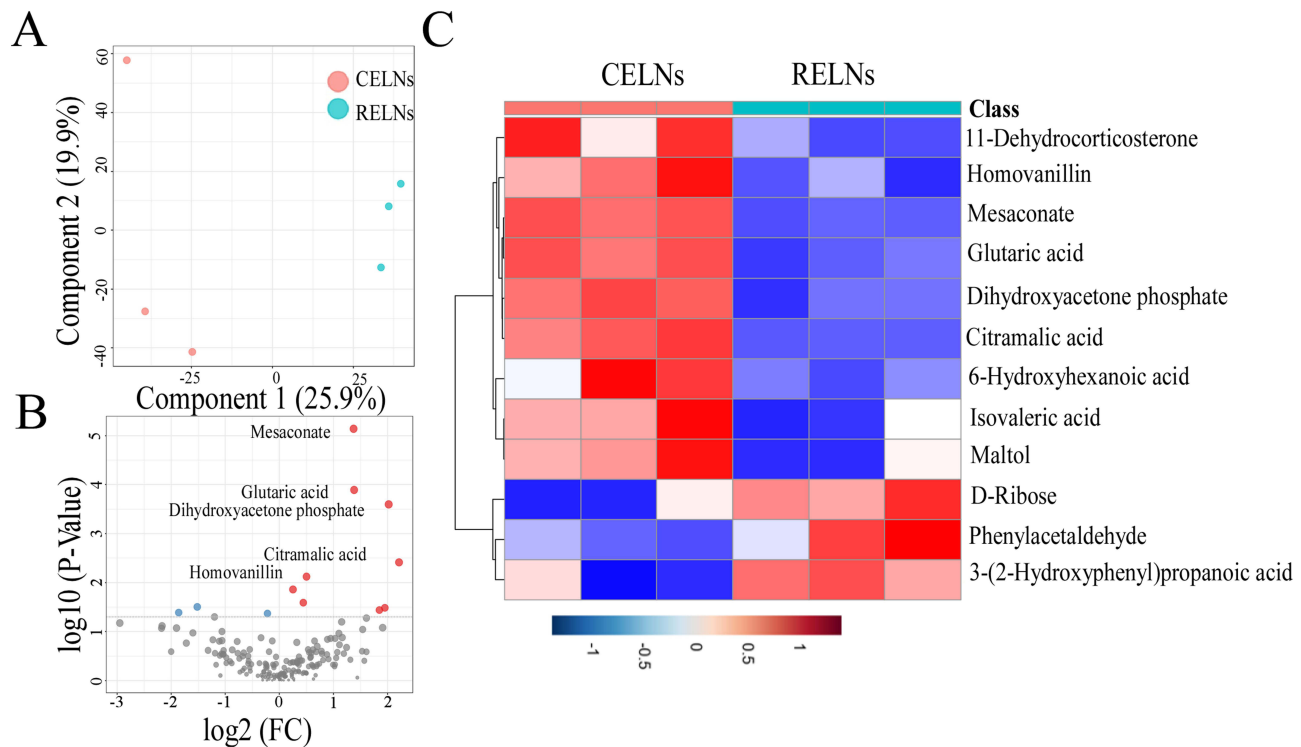 A
60
40
20
0
-20
-40
Component 2 (19.9%)
CELNs
RELNs
-25
0
25
Component 1 (25.9%)
B
5
4
3
2
1
0
log10 (P-Value)
Mesaconate
Glutaric acid
Dihydroxyacetone phosphate
Citramalic acid
Homovanillin
-3
-2
-1
0
1
2
log2 (FC)
C
CELNs
RELNs
Class
11-Dehydrocorticosterone
Homovanillin
Mesaconate
Glutaric acid
Dihydroxyacetone phosphate
Citramalic acid
6-Hydroxyhexanoic acid
Isovaleric acid
Maltol
D-Ribose
Phenylacetaldehyde
3-(2-Hydroxyphenyl)propanoic acid
-1
-0.5
0
0.5
1